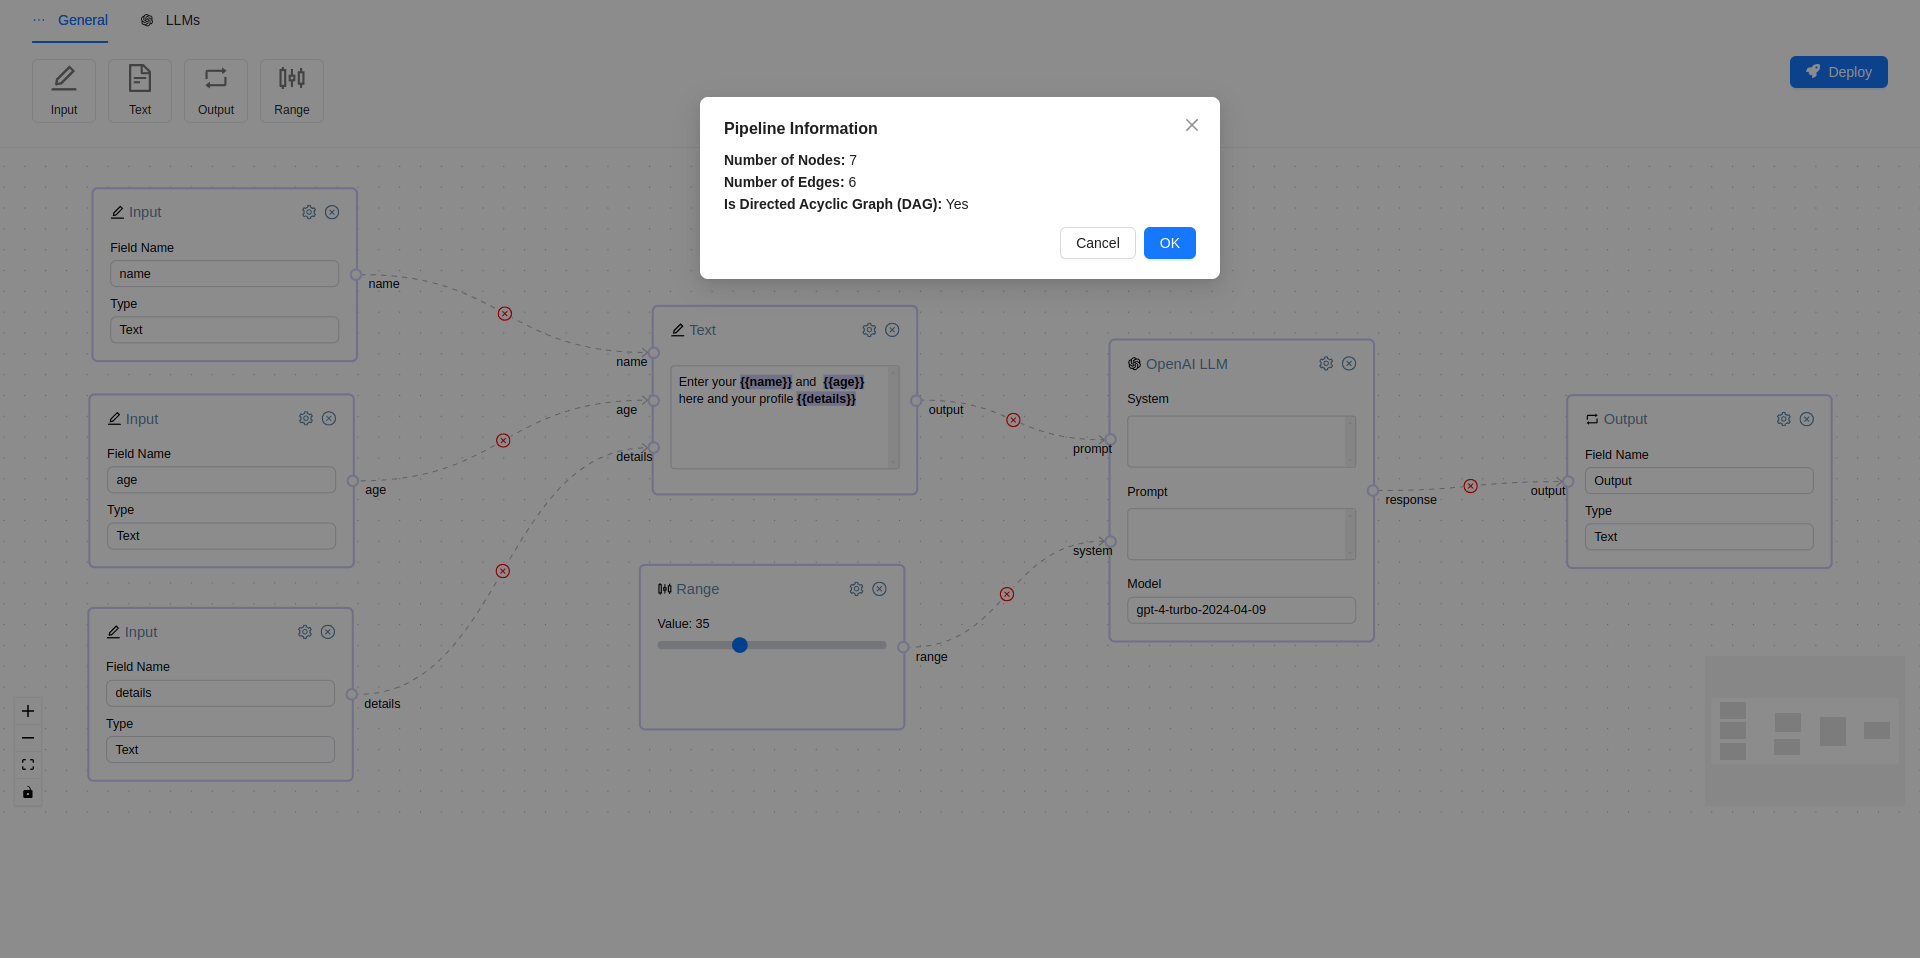 General
LLMs
Input
Text
Output
Range
Deploy
Pipeline Information
Number of Nodes: 7
Number of Edges: 6
Is Directed Acyclic Graph (DAG): Yes
Cancel
OK
Input
Field Name
name
Type
Text
name
Input
Field Name
age
Type
Text
age
Input
Field Name
details
Type
Text
details
Text
name
age
details
Enter your {{name}} and {{age}}
here and your profile {{details}}
output
Range
Value: 35
range
OpenAI LLM
System
prompt
Prompt
system
Model
gpt-4-turbo-2024-04-09
response
Output
Field Name
output
Output
Type
Text